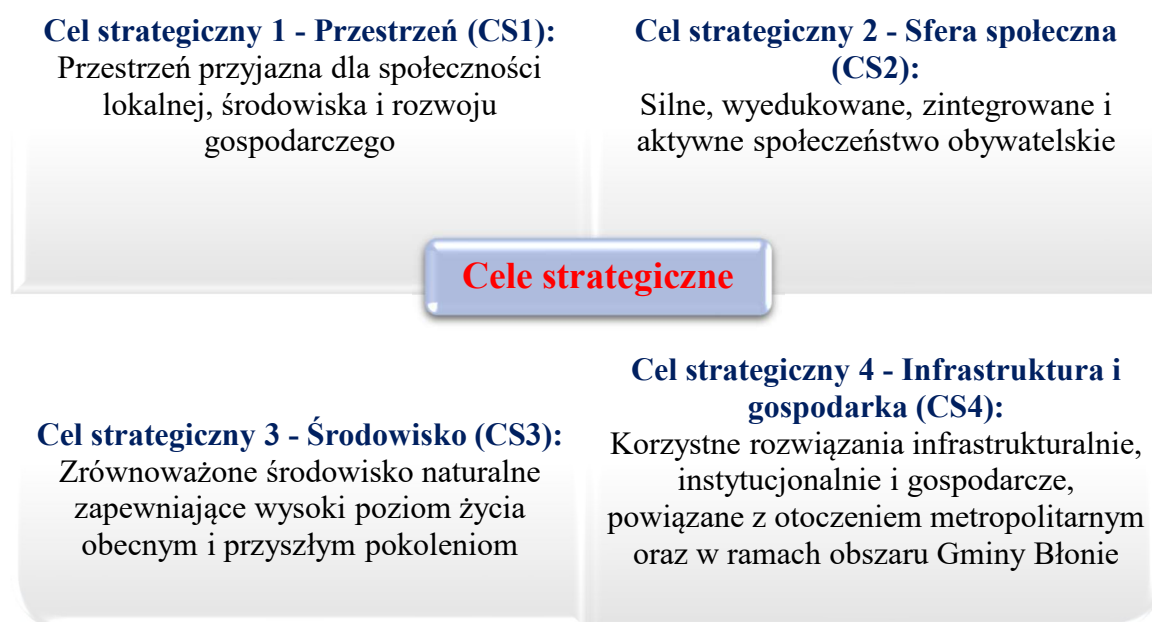 Cel strategiczny 1 - Przestrzeń (CS1):
Przestrzeń przyjazna dla społeczności
lokalnej, środowiska i rozwoju
gospodarczego
Cel strategiczny 2 - Sfera społeczna
(CS2):
Silne, wyedukowane, zintegrowane i
aktywne społeczeństwo obywatelskie
Cele strategiczne
Cel strategiczny 3 - Środowisko (CS3):
Zrównoważone środowisko naturalne
zapewniające wysoki poziom życia
obecnym i przyszłym pokoleniom
Cel strategiczny 4 - Infrastruktura i
gospodarka (CS4):
Korzystne rozwiązania infrastrukturalnie,
instytucjonalnie i gospodarcze,
powiązane z otoczeniem metropolitarnym
oraz w ramach obszaru Gminy Błonie